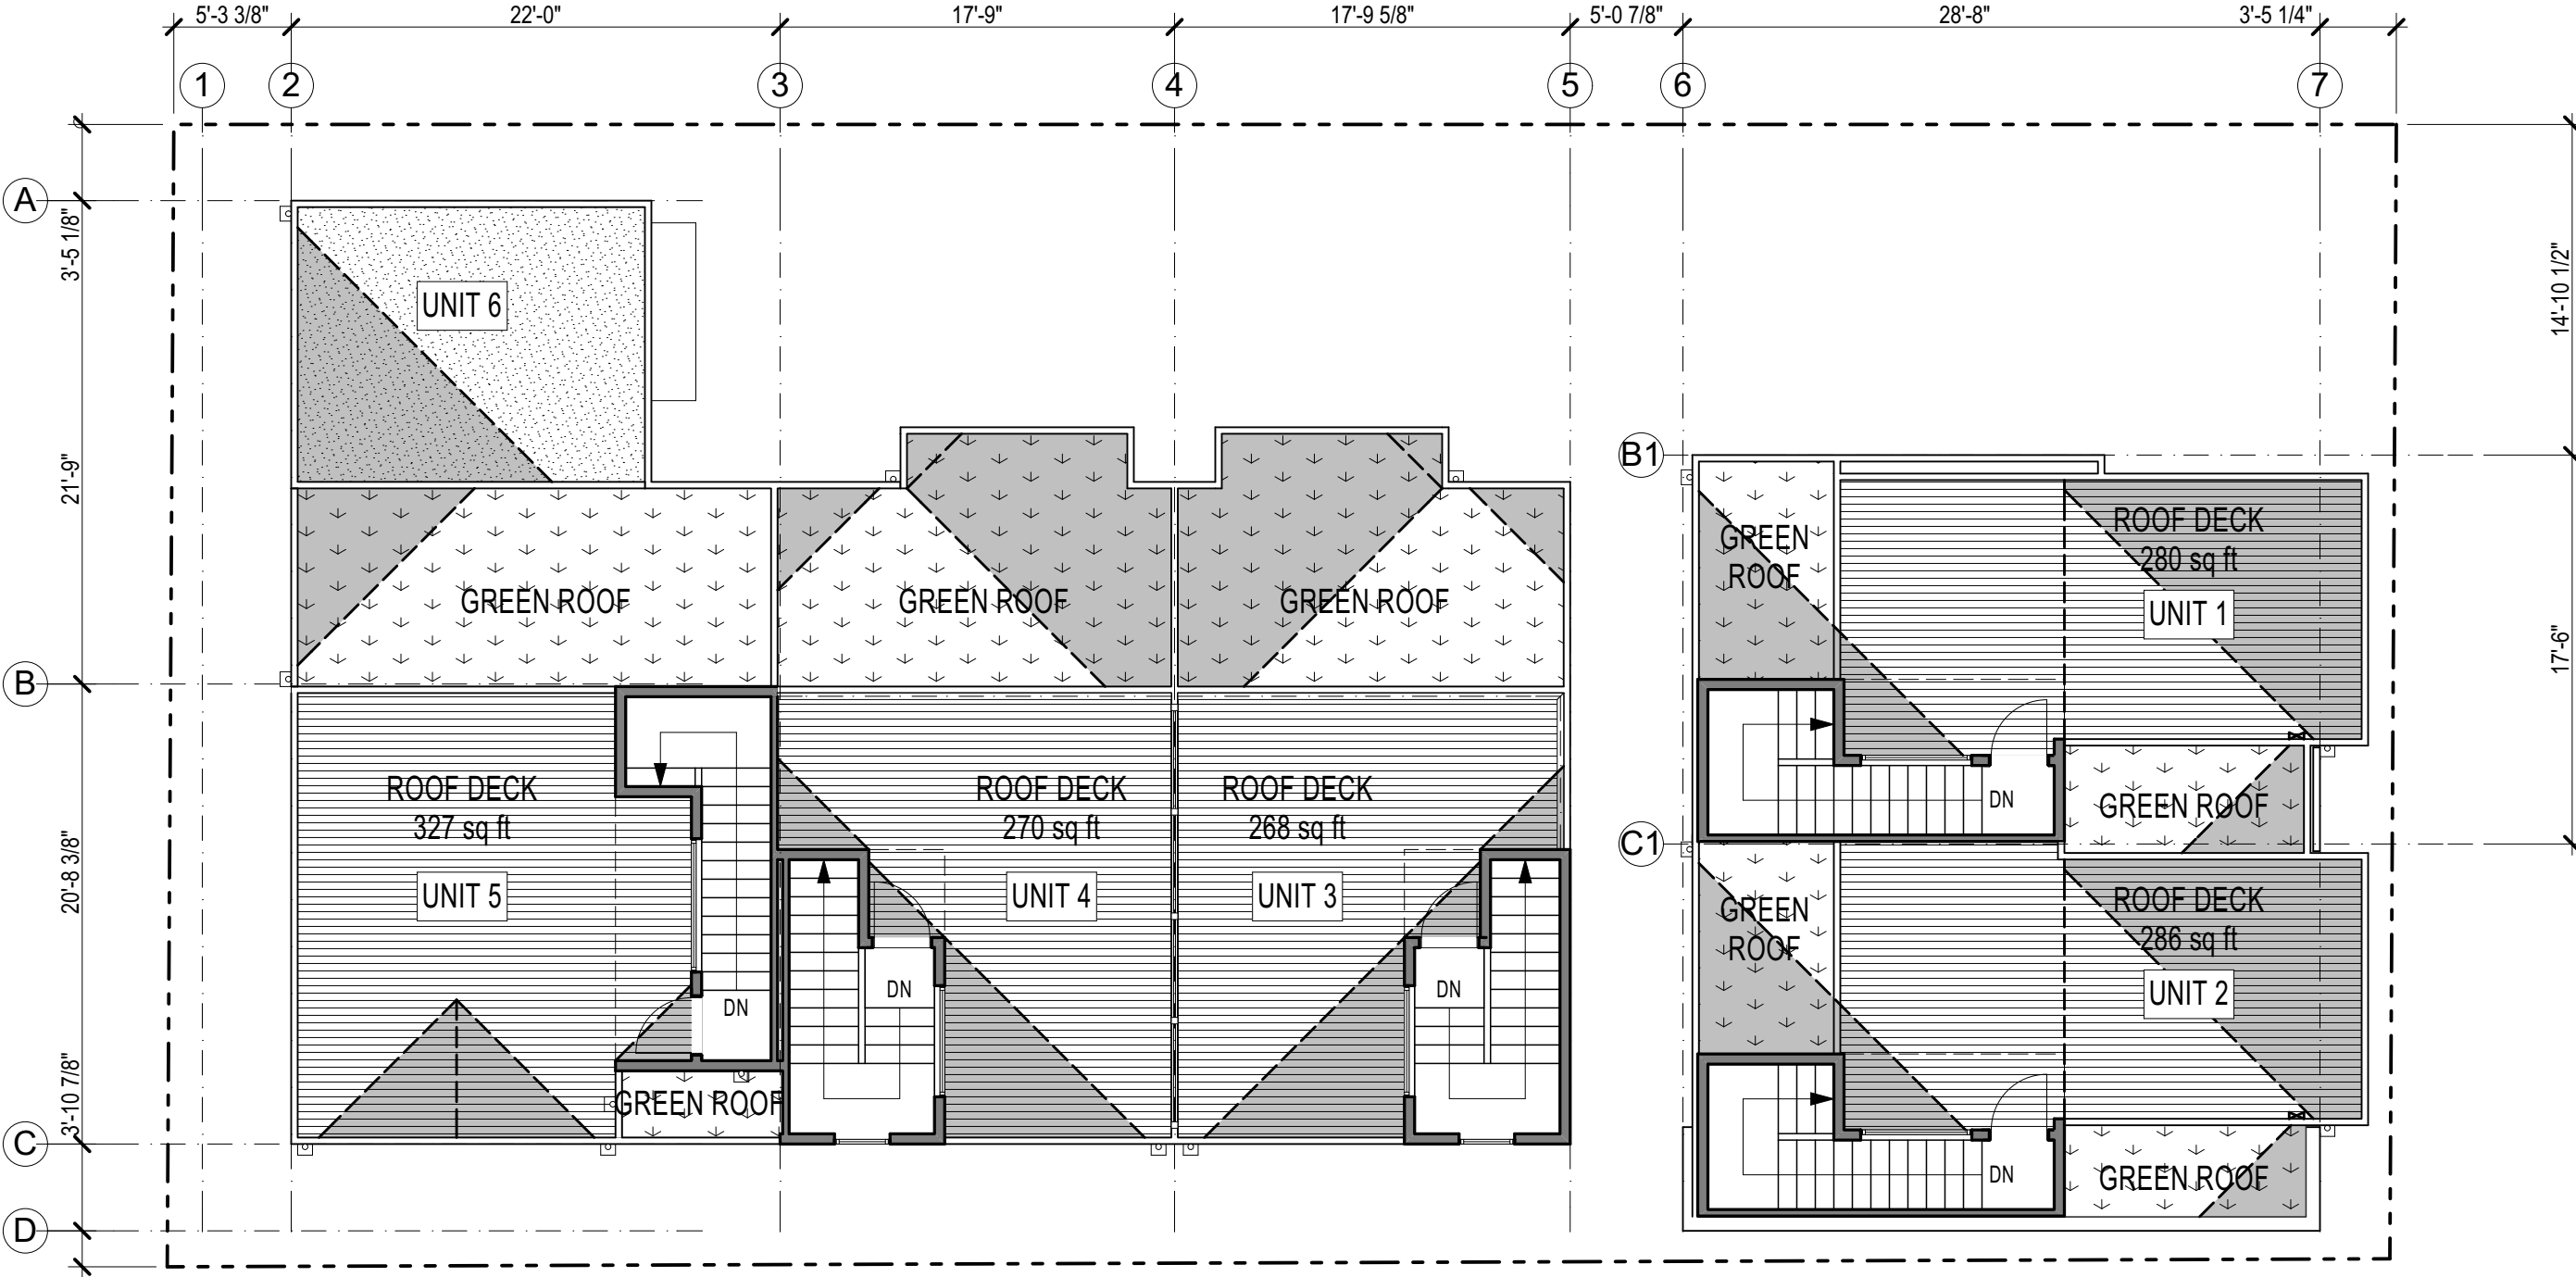 5'-3 3/8" 22'-0" 17'-9" 17'-9 5/8" 5'-0 7/8" 28'-8" 3'-5 1/4"
1 2 3 4 5 6 7
A
3'-5 1/8"
UNIT 6
14'-10 1/2"
B1
21'-9"
GREEN ROOF
GREEN ROOF
GREEN ROOF
GREEN
ROOF
ROOF DECK
280 sq ft
UNIT 1
17'-6"
B
ROOF DECK
327 sq ft
UNIT 5
DN
ROOF DECK
270 sq ft
UNIT 4
DN
ROOF DECK
268 sq ft
UNIT 3
DN
DN
GREEN ROOF
C1
20'-8 3/8"
GREEN
ROOF
ROOF DECK
286 sq ft
UNIT 2
3'-10 7/8"
GREEN ROOF
C
DN
GREEN ROOF
D